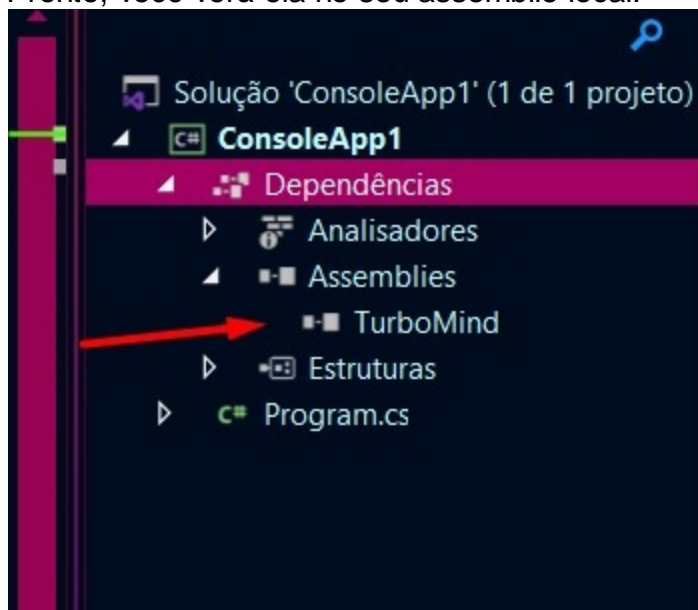 Solução 'ConsoleApp1' (1 de 1 projeto)
C# ConsoleApp1
Dependências
Analisadores
Assemblies
TurboMind
Estruturas
C# Program.cs